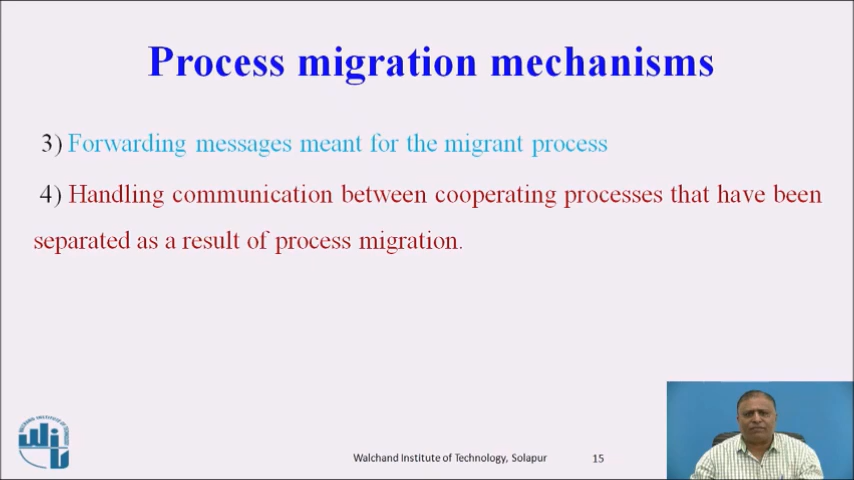 Process migration mechanisms
3) Forwarding messages meant for the migrant process
4) Handling communication between cooperating processes that have been
separated as a result of process migration.
Walchand Institute of Technology, Solapur
15